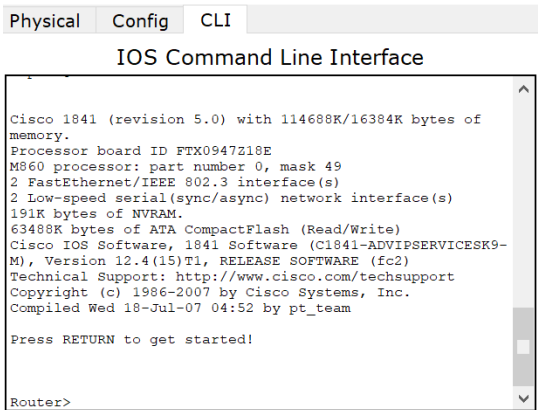 Physical Config CLI
IOS Command Line Interface
Cisco 1841 (revision 5.0) with 114688K/16384K bytes of
memory.
Processor board ID FTX0947Z18E
M860 processor: part number 0, mask 49
2 FastEthernet/IEEE 802.3 interface(s)
2 Low-speed serial(sync/async) network interface(s)
191K bytes of NVRAM.
63488K bytes of ATA CompactFlash (Read/Write)
Cisco IOS Software, 1841 Software (C1841-ADVIPSERVICESK9-
M), Version 12.4(15)T1, RELEASE SOFTWARE (fc2)
Technical Support: http://www.cisco.com/techsupport
Copyright (c) 1986-2007 by Cisco Systems, Inc.
Compiled Wed 18-Jul-07 04:52 by pt_team
Press RETURN to get started!
Router>